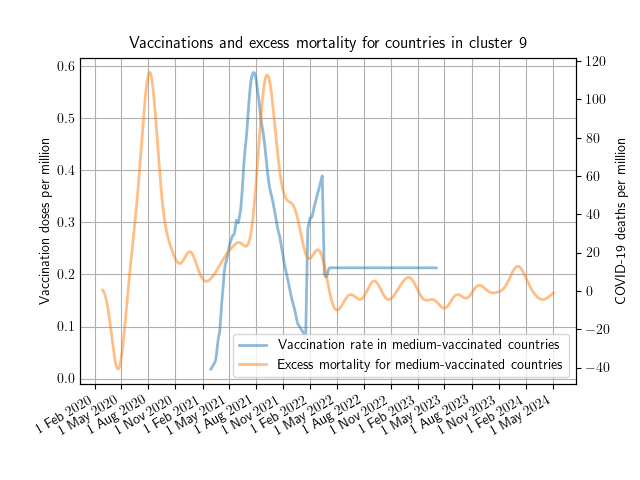 Vaccinations and excess mortality for countries in cluster 9
0.6
0.5
0.4
0.3
0.2
0.1
0.0
Vaccination doses per million
120
100
80
60
40
20
0
−20
−40
COVID-19 deaths per million
Vaccination rate in medium-vaccinated countries
Excess mortality for medium-vaccinated countries
1 Feb 2020
1 May 2020
1 Aug 2020
1 Nov 2020
1 Feb 2021
1 May 2021
1 Aug 2021
1 Nov 2021
1 Feb 2022
1 May 2022
1 Aug 2022
1 Nov 2022
1 Feb 2023
1 May 2023
1 Aug 2023
1 Nov 2023
1 Feb 2024
1 May 2024